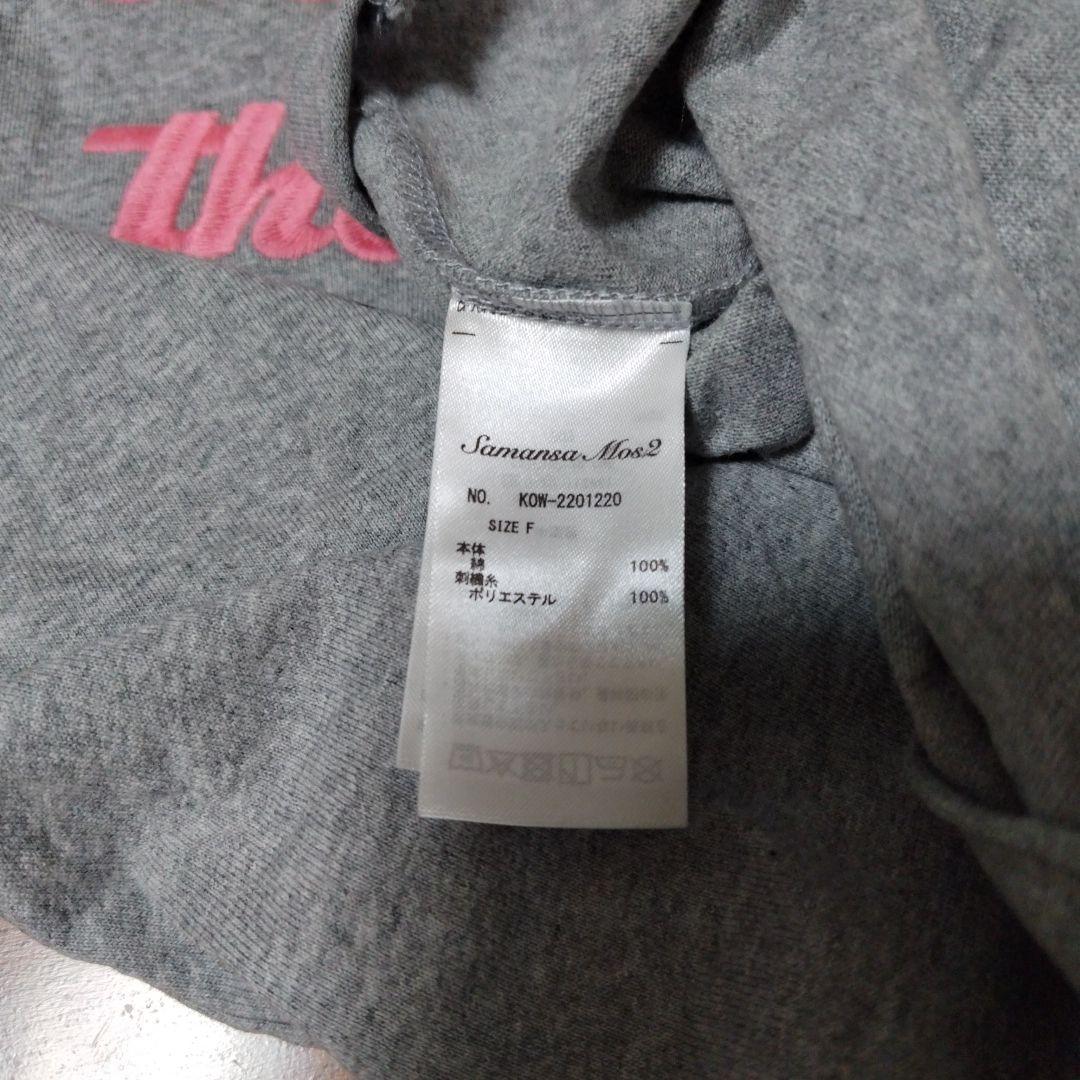 the
Samansa Mos2
NO. KOW-2201220
SIZE F
本体
綿 100%
刺繍糸
ポリエステル 100%